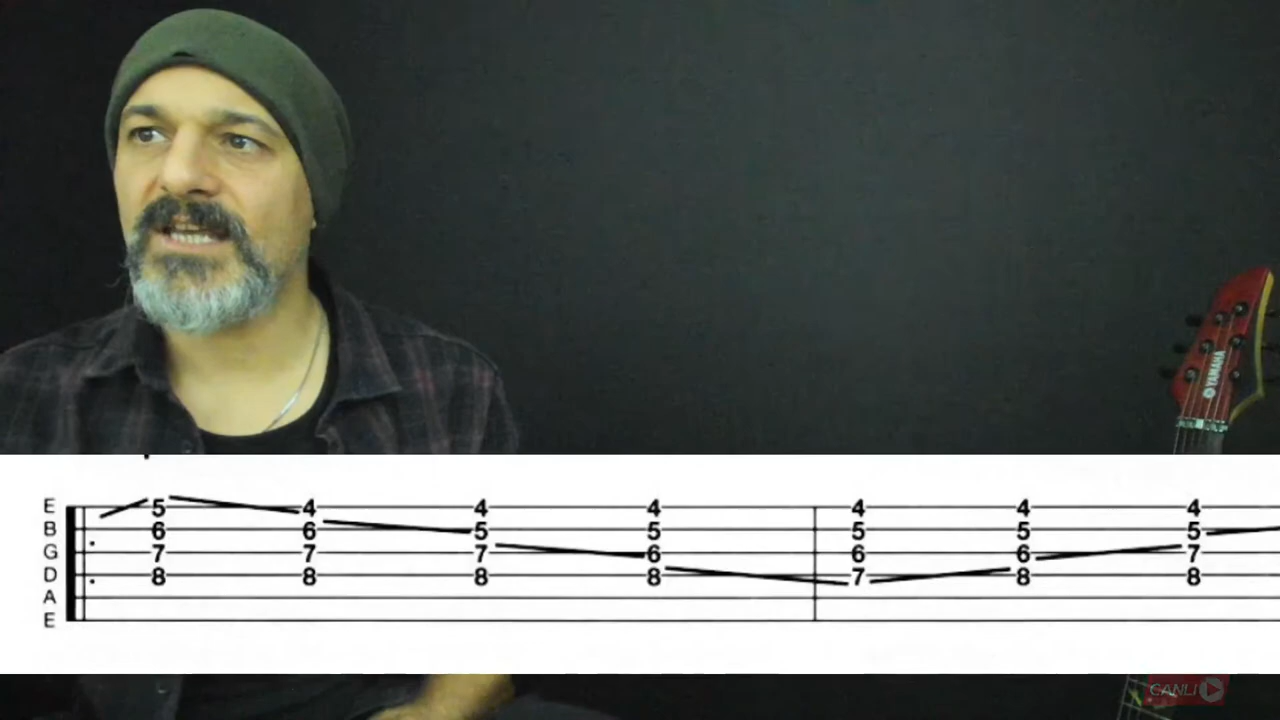 YAMAHA
E 5 4 4 4 4 4 4
B 6 6 5 5 5 5 5
G 7 7 7 6 6 6 7
D 8 8 8 8 7 8 8
A
E
CANLI